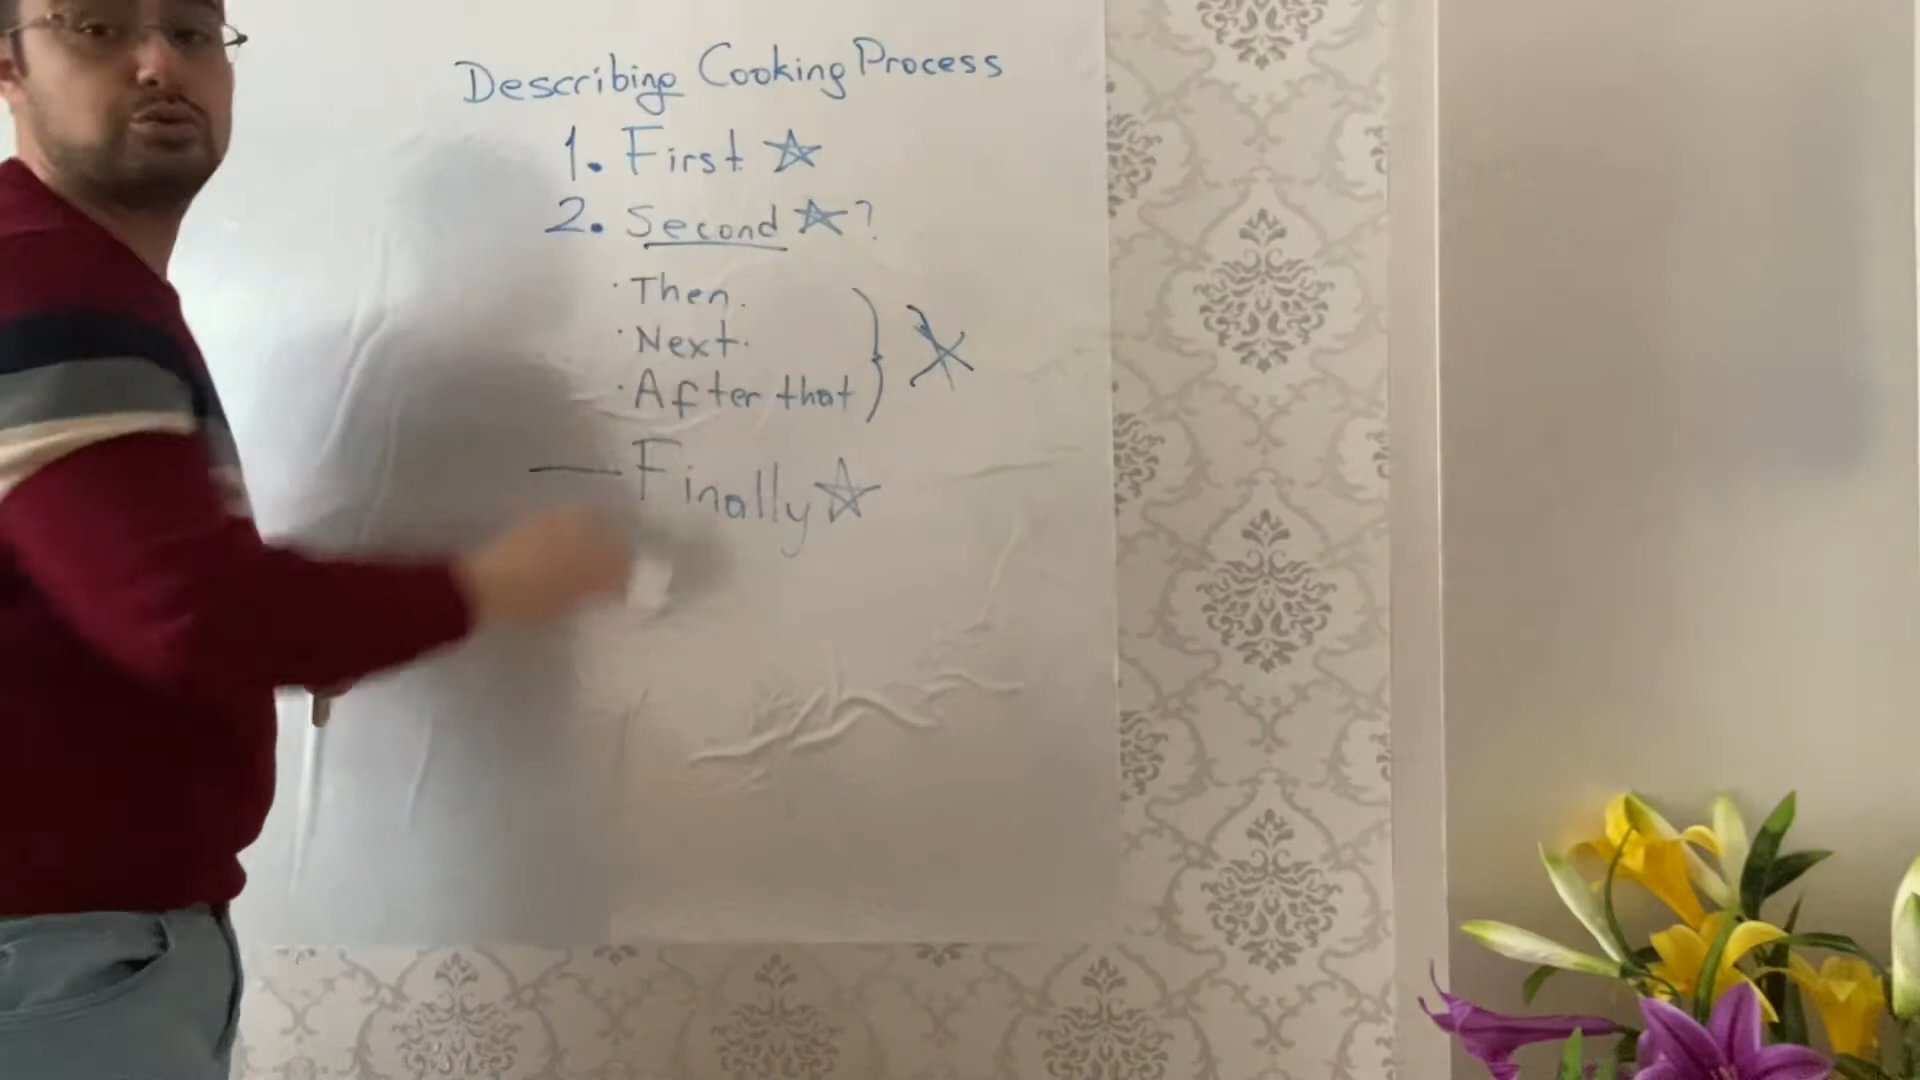 Describing Cooking Process
1. First ☆
2. Second ☆?
· Then.
· Next.
· After that
— Finally ☆